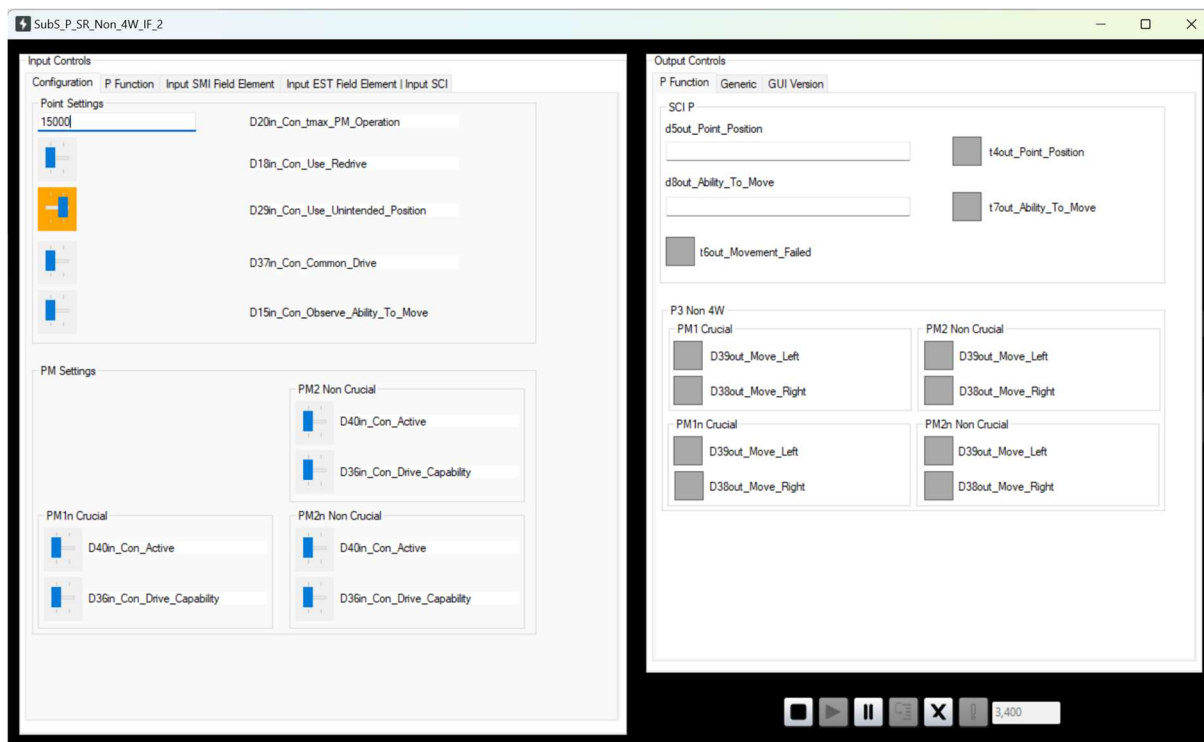 SubS_P_SR_Non_4W_IF_2
Input Controls
Configuration P Function Input SMI Field Element Input EST Field Element | Input SCI
Point Settings
15000
D20in_Con_tmax_PM_Operation
D18in_Con_Use_Redrive
D29in_Con_Use_Unintended_Position
D37in_Con_Common_Drive
D15in_Con_Observe_Ability_To_Move
PM Settings
PM2 Non Crucial
D40in_Con_Active
D36in_Con_Drive_Capability
PM1n Crucial
D40in_Con_Active
D36in_Con_Drive_Capability
PM2n Non Crucial
D40in_Con_Active
D36in_Con_Drive_Capability
Output Controls
P Function Generic GUI Version
SCI P
d5out_Point_Position
t4out_Point_Position
d8out_Ability_To_Move
t7out_Ability_To_Move
t6out_Movement_Failed
P3 Non 4W
PM1 Crucial
D39out_Move_Left
D38out_Move_Right
PM2 Non Crucial
D39out_Move_Left
D38out_Move_Right
PM1n Crucial
D39out_Move_Left
D38out_Move_Right
PM2n Non Crucial
D39out_Move_Left
D38out_Move_Right
3,400